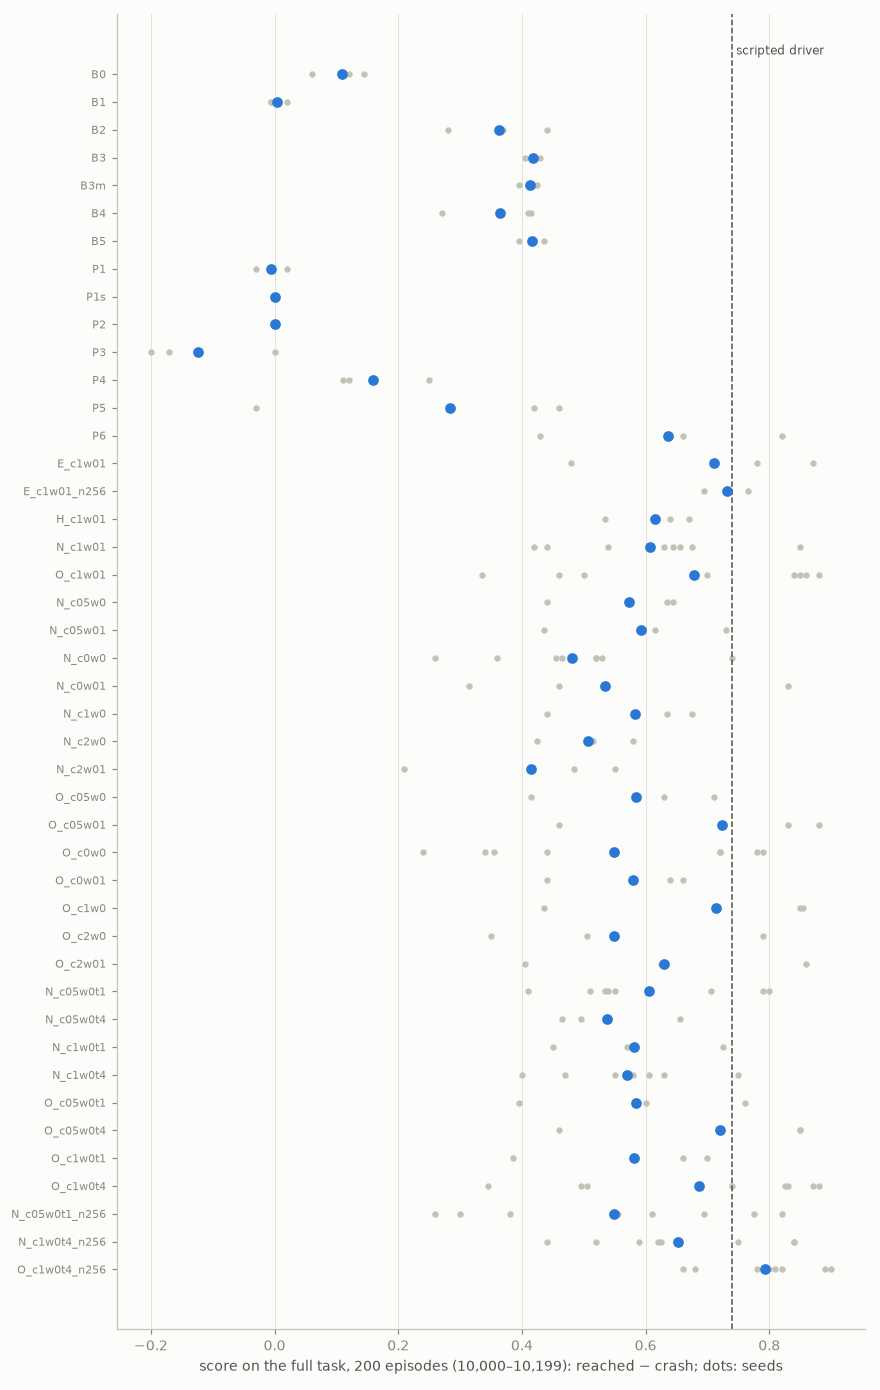 scripted driver
B0
B1
B2
B3
B3m
B4
B5
P1
P1s
P2
P3
P4
P5
P6
E_c1w01
E_c1w01_n256
H_c1w01
N_c1w01
O_c1w01
N_c05w0
N_c05w01
N_c0w0
N_c0w01
N_c1w0
N_c2w0
N_c2w01
O_c05w0
O_c05w01
O_c0w0
O_c0w01
O_c1w0
O_c2w0
O_c2w01
N_c05w0t1
N_c05w0t4
N_c1w0t1
N_c1w0t4
O_c05w0t1
O_c05w0t4
O_c1w0t1
O_c1w0t4
N_c05w0t1_n256
N_c1w0t4_n256
O_c1w0t4_n256
−0.2 0.0 0.2 0.4 0.6 0.8
score on the full task, 200 episodes (10,000–10,199): reached − crash; dots: seeds